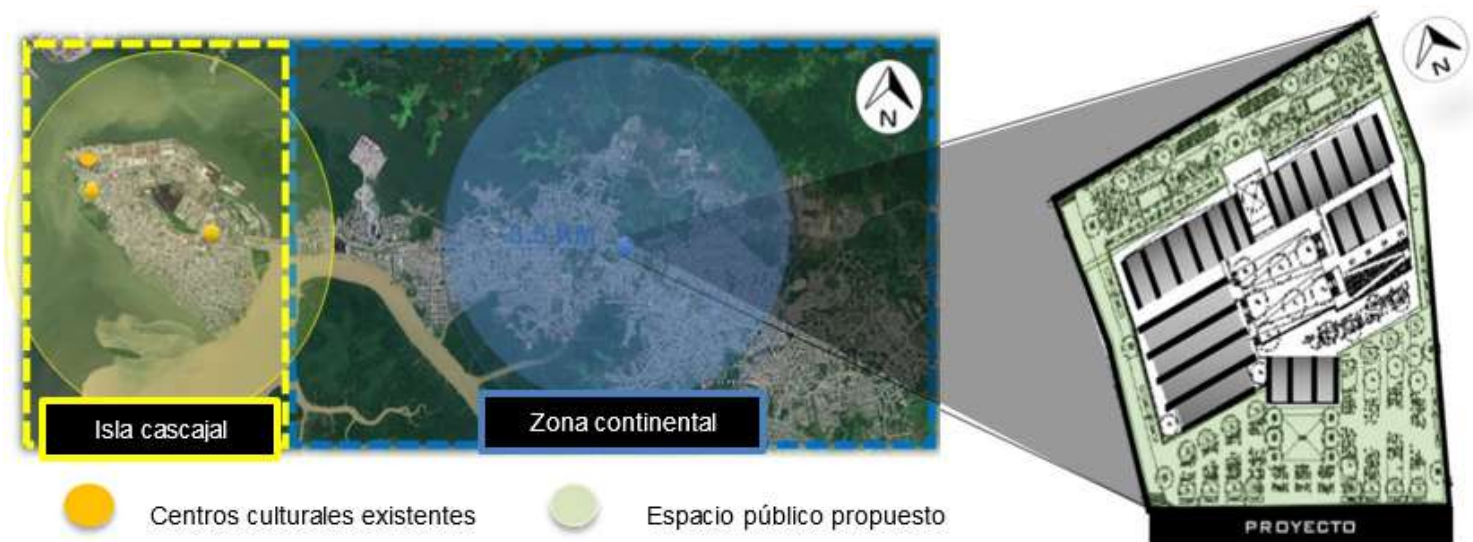 N
N
Isla cascajal
Zona continental
Centros culturales existentes
Espacio público propuesto
PROYECTO